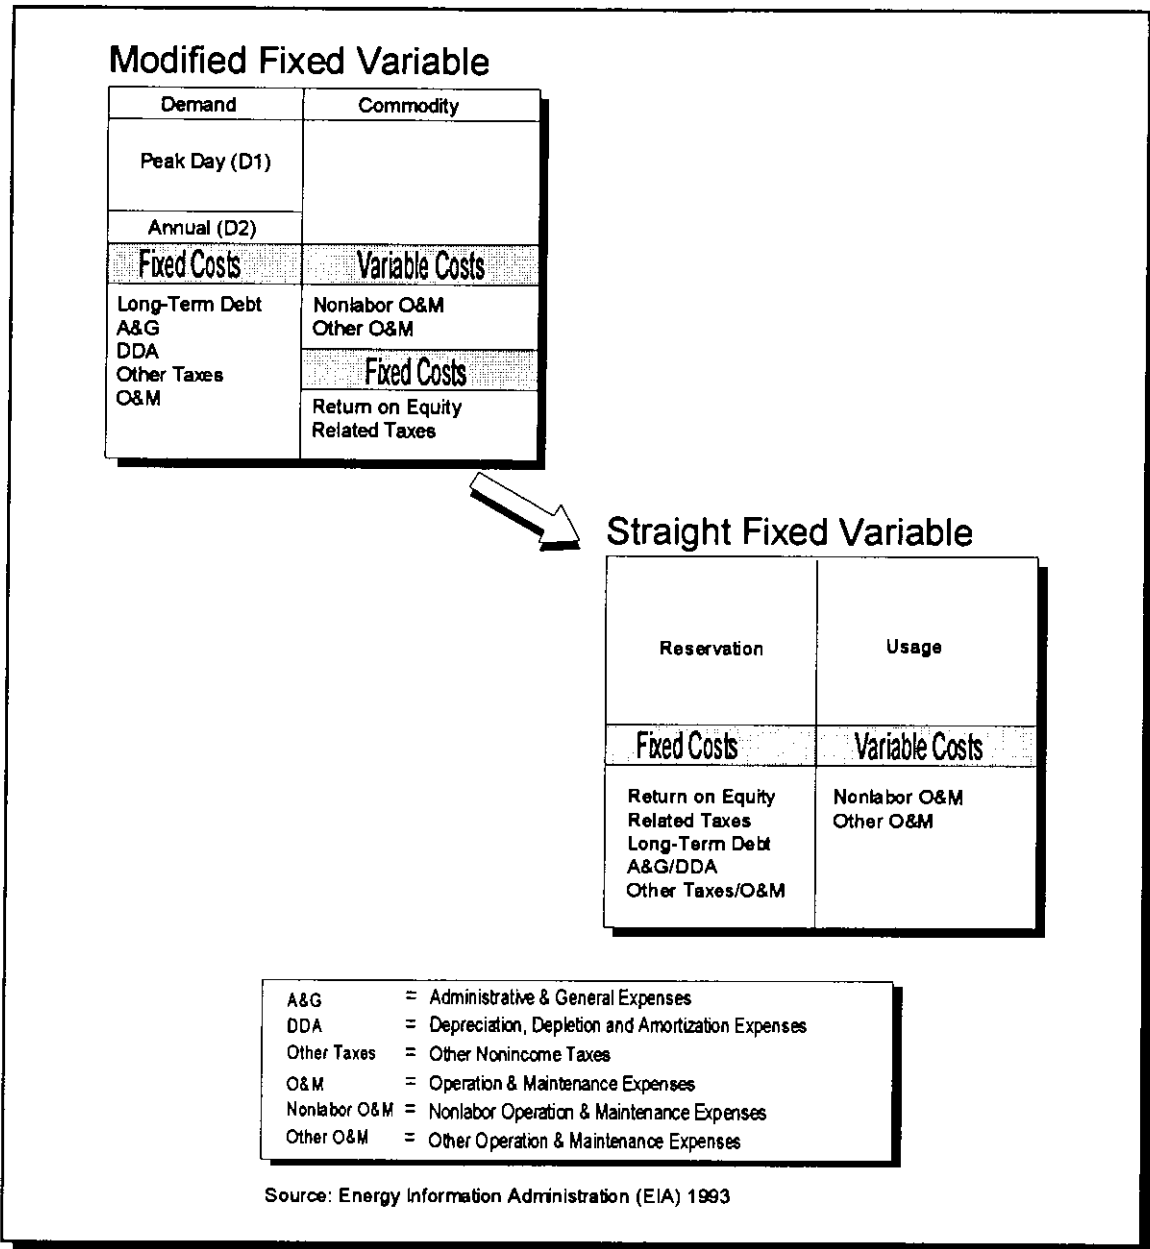 Modified Fixed Variable
Demand
Commodity
Peak Day (D1)
Annual (D2)
Fixed Costs
Variable Costs
Long-Term Debt
A&G
DDA
Other Taxes
O&M
Nonlabor O&M
Other O&M
Fixed Costs
Return on Equity
Related Taxes
Straight Fixed Variable
Reservation
Usage
Fixed Costs
Variable Costs
Return on Equity
Related Taxes
Long-Term Debt
A&G/DDA
Other Taxes/O&M
Nonlabor O&M
Other O&M
A&G = Administrative & General Expenses
DDA = Depreciation, Depletion and Amortization Expenses
Other Taxes = Other Nonincome Taxes
O&M = Operation & Maintenance Expenses
Nonlabor O&M = Nonlabor Operation & Maintenance Expenses
Other O&M = Other Operation & Maintenance Expenses
Source: Energy Information Administration (EIA) 1993